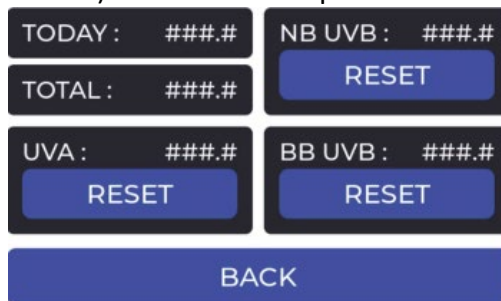 TODAY : ###.#
TOTAL : ###.#
NB UVB : ###.#
RESET
UVA : ###.#
RESET
BB UVB : ###.#
RESET
BACK